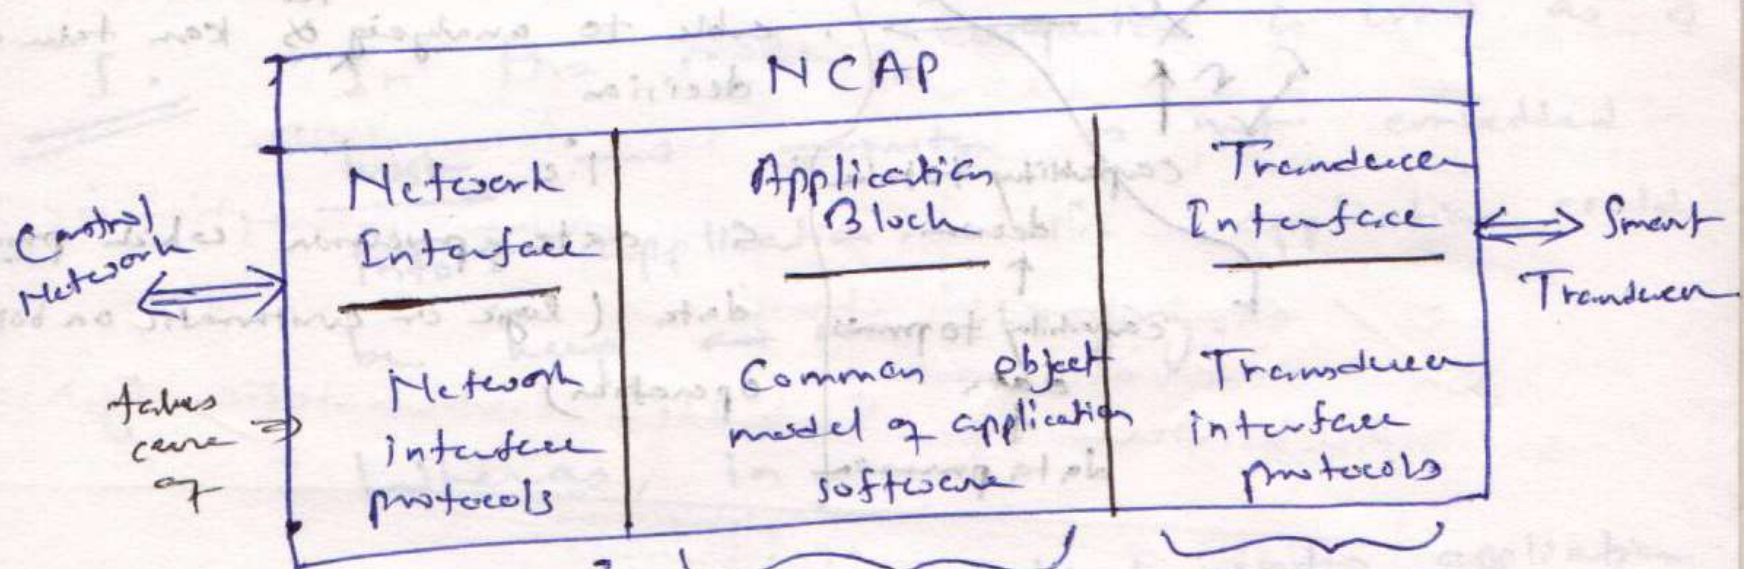 NCAP
Control
Network
Network
Interface
Application
Block
Transducer
Interface
Smart
Transducer
takes
care
of
Network
interface
protocols
Common object
model of application
software
Transducer
interface
protocols